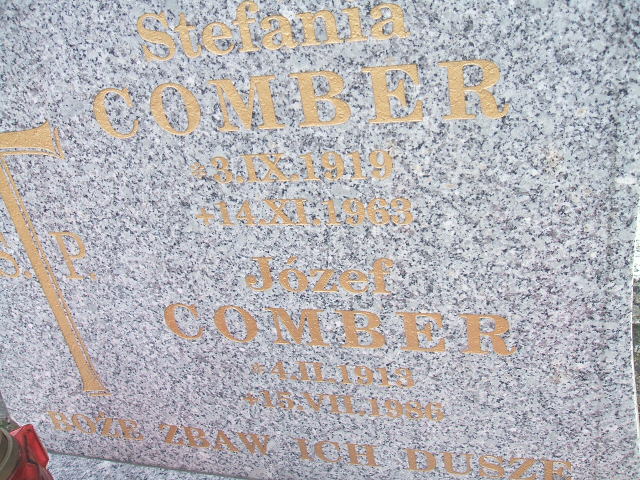 Stefania
COMBER
*3.IX.1919
+14.XI.1963
Ś. P.
Józef
COMBER
*4.II.1913
+15.VII.1986
BOŻE ZBAW ICH DUSZE